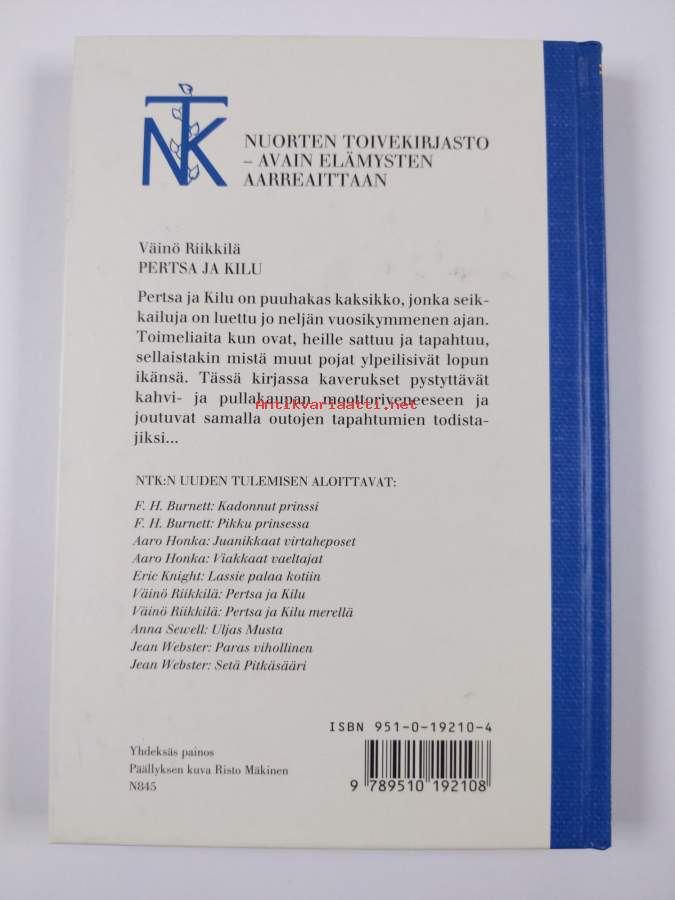 NTK
NUORTEN TOIVEKIRJASTO
– AVAIN ELÄMYSTEN
AARREAITTAAN
Väinö Riikkilä
PERTSA JA KILU
Pertsa ja Kilu on puuhakas kaksikko, jonka seik-
kailuja on luettu jo neljän vuosikymmenen ajan.
Toimeliaita kun ovat, heille sattuu ja tapahtuu,
sellaistakin mistä muut pojat ylpeilisivät lopun
ikänsä. Tässä kirjassa kaverukset pystyttävät
kahvi- ja pullakaupan moottoriveneeseen ja
Antikvariaatti.net
joutuvat samalla outojen tapahtumien todista-
jiksi...
NTK:N UUDEN TULEMISEN ALOITTAVAT:
F. H. Burnett: Kadonnut prinssi
F. H. Burnett: Pikku prinsessa
Aaro Honka: Juanikkaat virtaheposet
Aaro Honka: Viakkaat vaeltajat
Eric Knight: Lassie palaa kotiin
Väinö Riikkilä: Pertsa ja Kilu
Väinö Riikkilä: Pertsa ja Kilu merellä
Anna Sewell: Uljas Musta
Jean Webster: Paras vihollinen
Jean Webster: Setä Pitkäsääri
ISBN 951-0-19210-4
Yhdeksäs painos
Päällyksen kuva Risto Mäkinen
N845
9 789510 192108